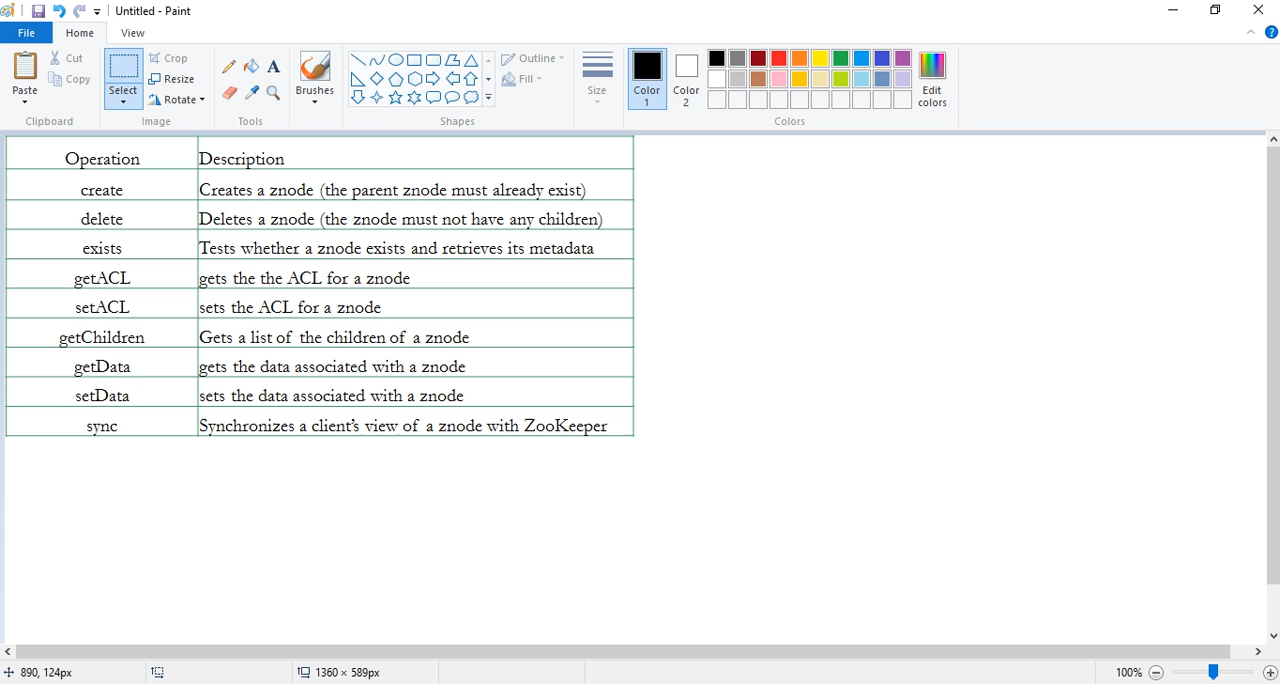 Untitled - Paint
File Home View
Paste Cut Copy Clipboard
Select Crop Resize Rotate Image
Tools
Brushes
Outline Fill Shapes
Size
Color 1 Color 2 Edit colors Colors
Operation Description
create Creates a znode (the parent znode must already exist)
delete Deletes a znode (the znode must not have any children)
exists Tests whether a znode exists and retrieves its metadata
getACL gets the the ACL for a znode
setACL sets the ACL for a znode
getChildren Gets a list of the children of a znode
getData gets the data associated with a znode
setData sets the data associated with a znode
sync Synchronizes a client's view of a znode with ZooKeeper
890, 124px 1360 × 589px 100%